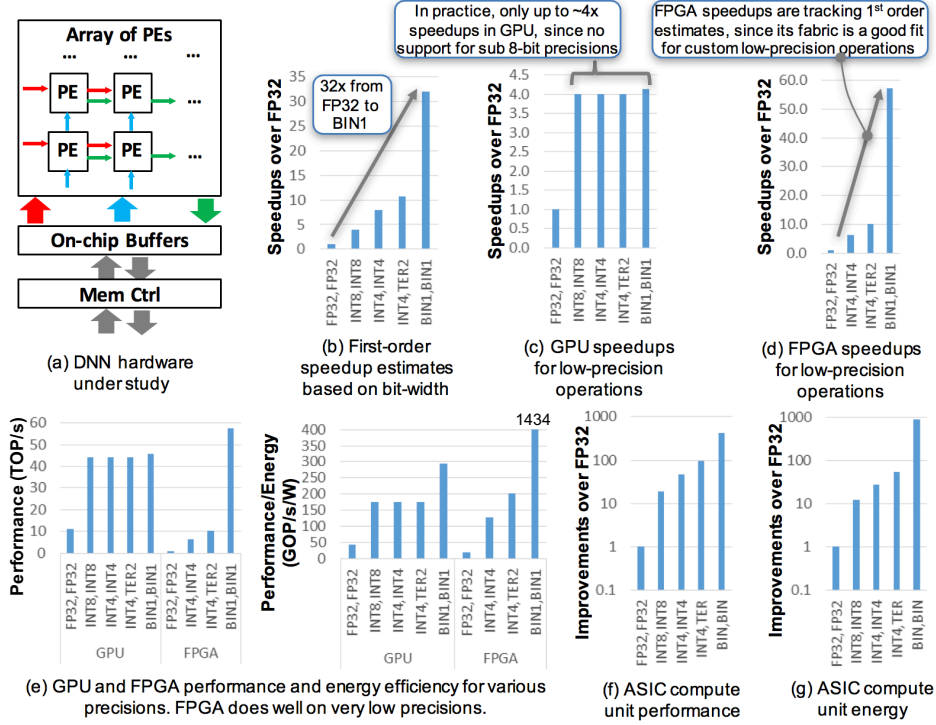 Array of PEs
... ... ...
PE PE ...
PE PE ...
On-chip Buffers
Mem Ctrl
(a) DNN hardware
under study
Speedups over FP32
35
30
25
20
15
10
5
0
32x from
FP32 to
BIN1
FP32,FP32
INT8,INT8
INT4,INT4
INT4,TER2
BIN1,BIN1
(b) First-order
speedup estimates
based on bit-width
In practice, only up to ~4x
speedups in GPU, since no
support for sub 8-bit precisions
Speedups over FP32
4.5
4.0
3.5
3.0
2.5
2.0
1.5
1.0
0.5
0.0
FP32,FP32
INT8,INT8
INT4,INT4
INT4,TER2
BIN1,BIN1
(c) GPU speedups
for low-precision
operations
FPGA speedups are tracking 1st order
estimates, since its fabric is a good fit
for custom low-precision operations
Speedups over FP32
60.0
50.0
40.0
30.0
20.0
10.0
0.0
FP32,FP32
INT4,INT4
INT4,TER2
BIN1,BIN1
(d) FPGA speedups
for low-precision
operations
Performance (TOP/s)
60
50
40
30
20
10
0
FP32,FP32
INT8,INT8
INT4,INT4
INT4,TER2
BIN1,BIN1
FP32,FP32
INT4,INT4
INT4,TER2
BIN1,BIN1
GPU FPGA
Performance/Energy
(GOP/s/W)
400
350
300
250
200
150
100
50
0
1434
FP32,FP32
INT8,INT8
INT4,INT4
INT4,TER2
BIN1,BIN1
FP32,FP32
INT4,INT4
INT4,TER2
BIN1,BIN1
GPU FPGA
(e) GPU and FPGA performance and energy efficiency for various
precisions. FPGA does well on very low precisions.
Improvements over FP32
1000
100
10
1
0.1
FP32,FP32
INT8,INT8
INT4,INT4
INT4,TER
BIN,BIN
(f) ASIC compute
unit performance
Improvements over FP32
1000
100
10
1
0.1
FP32,FP32
INT8,INT8
INT4,INT4
INT4,TER
BIN,BIN
(g) ASIC compute
unit energy